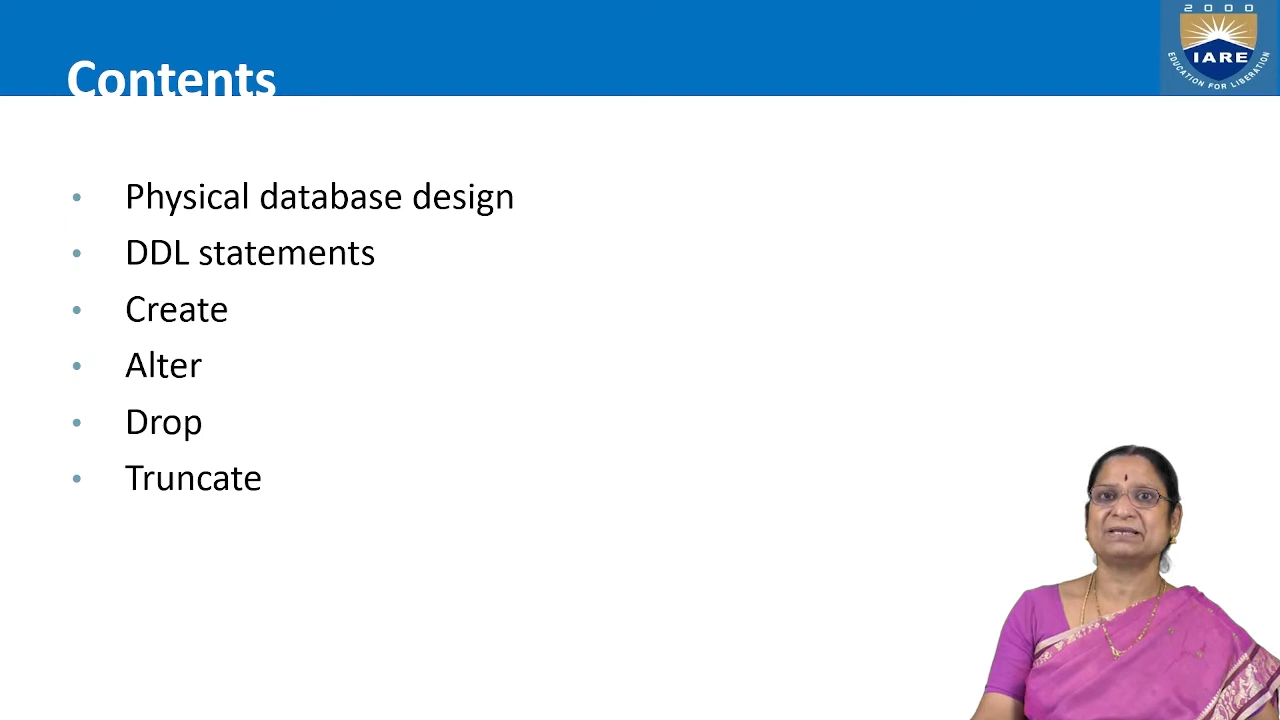 2000
IARE
EDUCATION FOR LIBERATION
Contents
• Physical database design
• DDL statements
• Create
• Alter
• Drop
• Truncate